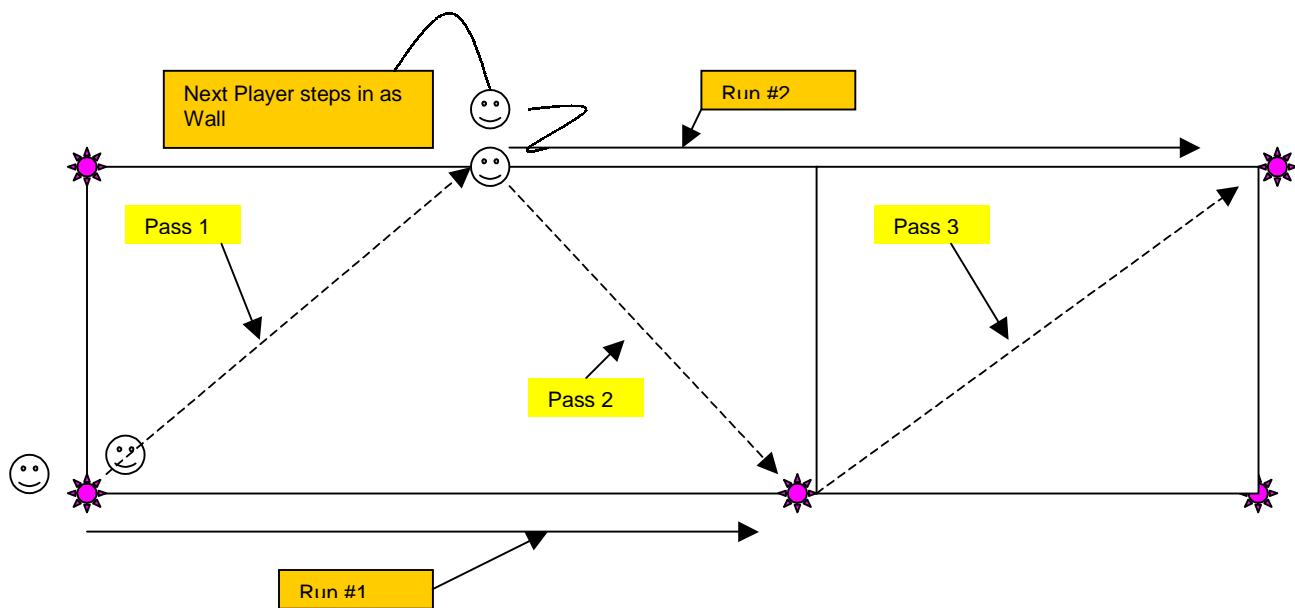 Next Player steps in as
Wall
Run #2
Pass 1
Pass 3
Pass 2
Run #1